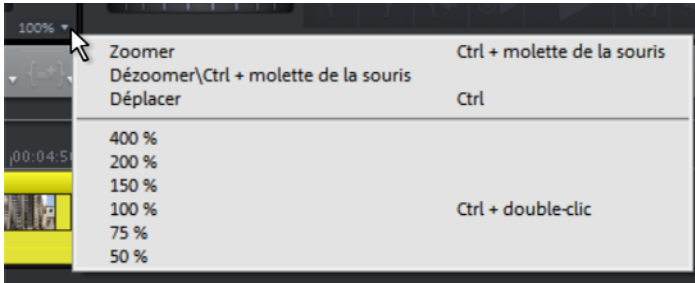 100%
Zoomer Ctrl + molette de la souris
Dézoomer\Ctrl + molette de la souris
Déplacer Ctrl
400 %
00:04:5
200 %
150 %
100 % Ctrl + double-clic
75 %
50 %